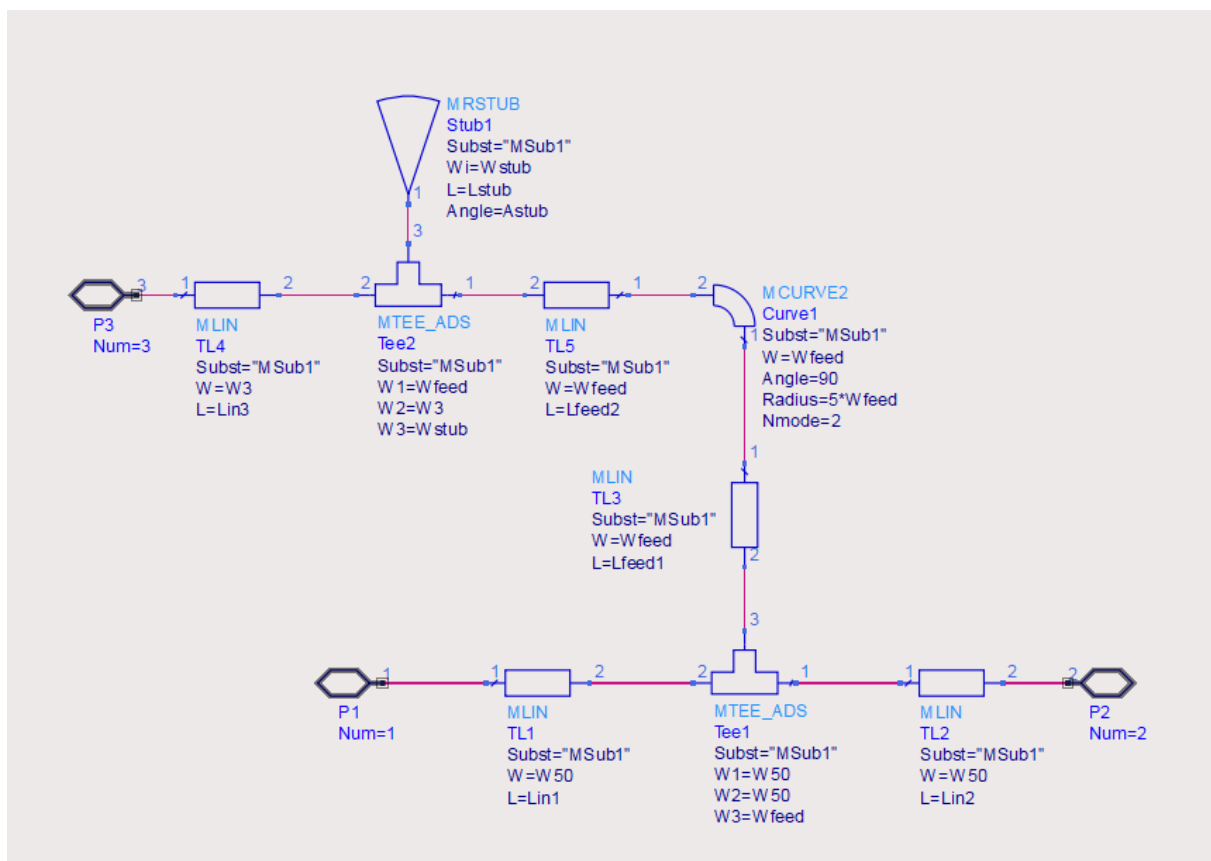 MRSTUB
Stub1
Subst="MSub1"
Wi=Wstub
L=Lstub
Angle=Astub
1
3
3
1
2
2
1
2
1
2
P3
Num=3
MLIN
TL4
Subst="MSub1"
W=W3
L=Lin3
MTEE_ADS
Tee2
Subst="MSub1"
W1=Wfeed
W2=W3
W3=Wstub
MLIN
TL5
Subst="MSub1"
W=Wfeed
L=Lfeed2
MCURVE2
Curve1
Subst="MSub1"
W=Wfeed
Angle=90
Radius=5*Wfeed
Nmode=2
1
1
MLIN
TL3
Subst="MSub1"
W=Wfeed
L=Lfeed1
2
3
1
1
2
2
1
1
2
2
P1
Num=1
MLIN
TL1
Subst="MSub1"
W=W50
L=Lin1
MTEE_ADS
Tee1
Subst="MSub1"
W1=W50
W2=W50
W3=Wfeed
MLIN
TL2
Subst="MSub1"
W=W50
L=Lin2
P2
Num=2